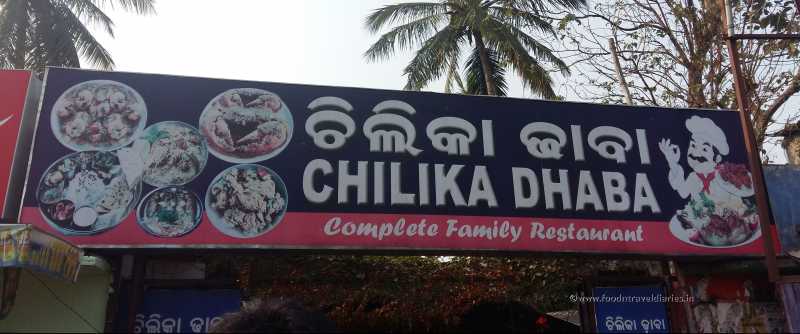 ଚିଲିକା ଢାବା
CHILIKA DHABA
Complete Family Restaurant
©www.foodntraveldiaries.in
ଚିଲିକା ଢାବା
ଚିଲିକା ଢାବା